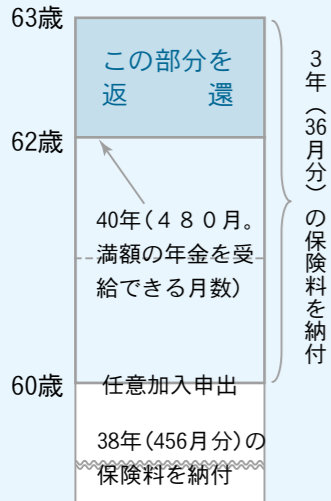 63歳
この部分を
返　還
62歳
40年(４８０月。
満額の年金を受
給できる月数)
3年(36月分)の保険料を納付
60歳
任意加入申出
38年(456月分)の
保険料を納付